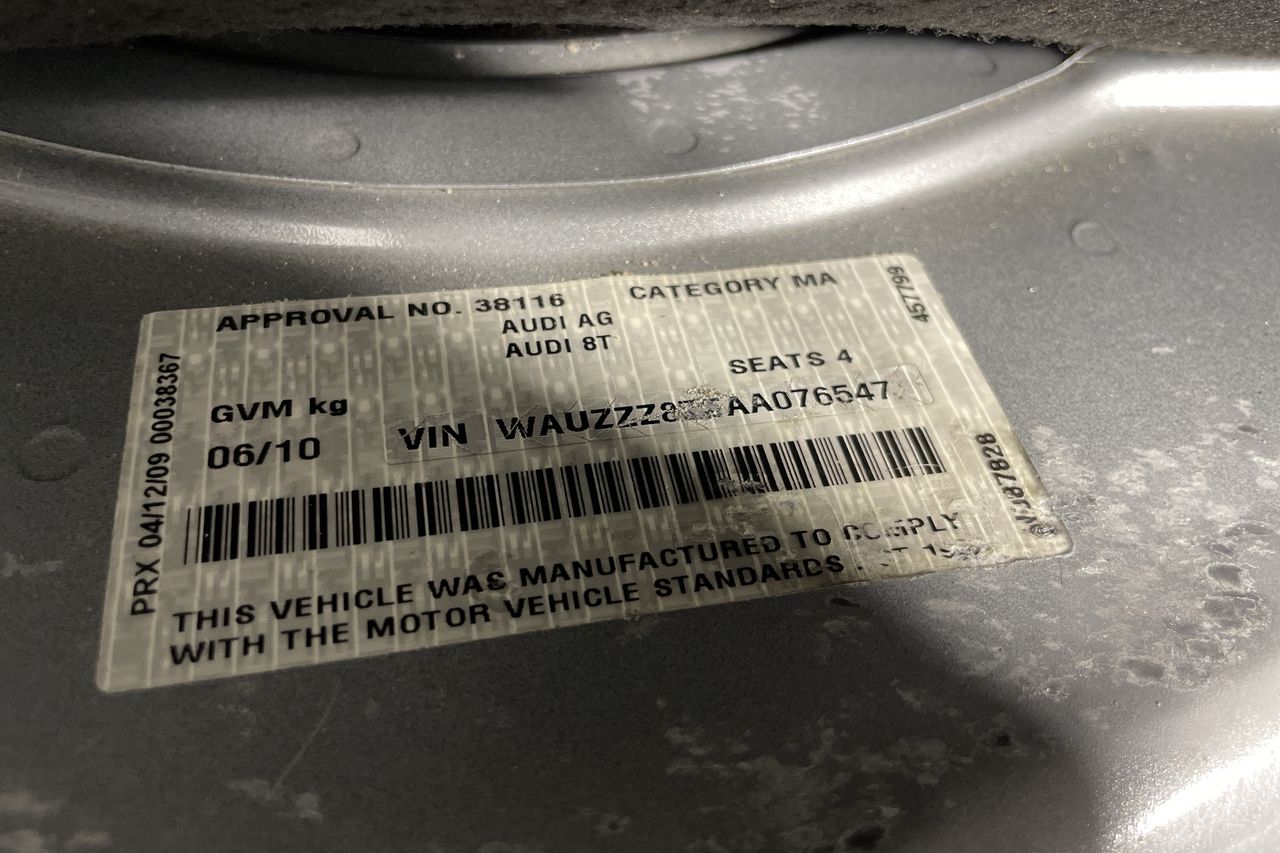 APPROVAL NO. 38116
CATEGORY MA
AUDI AG
AUDI 8T
SEATS 4
GVM kg
06/10
VIN
THIS VEHICLE WAS MANUFACTURED TO COMPLY
WITH THE MOTOR VEHICLE STANDARDS
PRX 04/12/09 00038367
457799